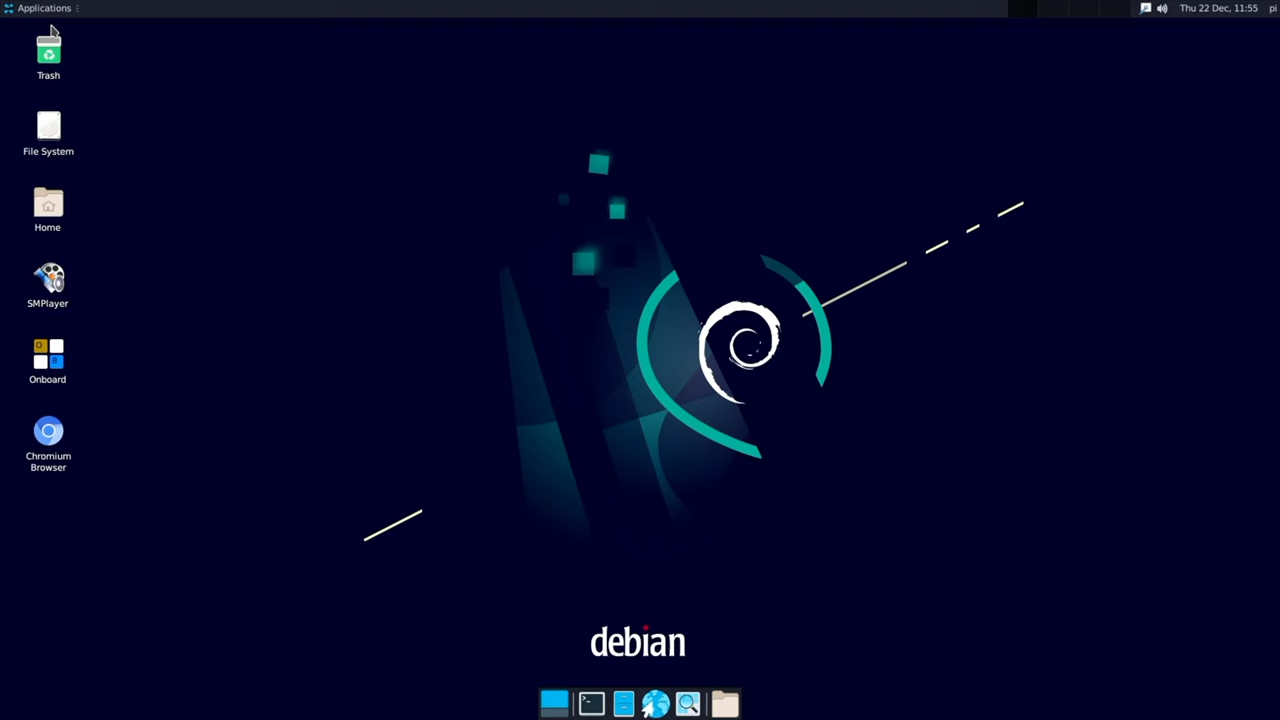 Applications
Thu 22 Dec, 11:55
pi
Trash
File System
Home
SMPlayer
Onboard
Chromium
Browser
debian